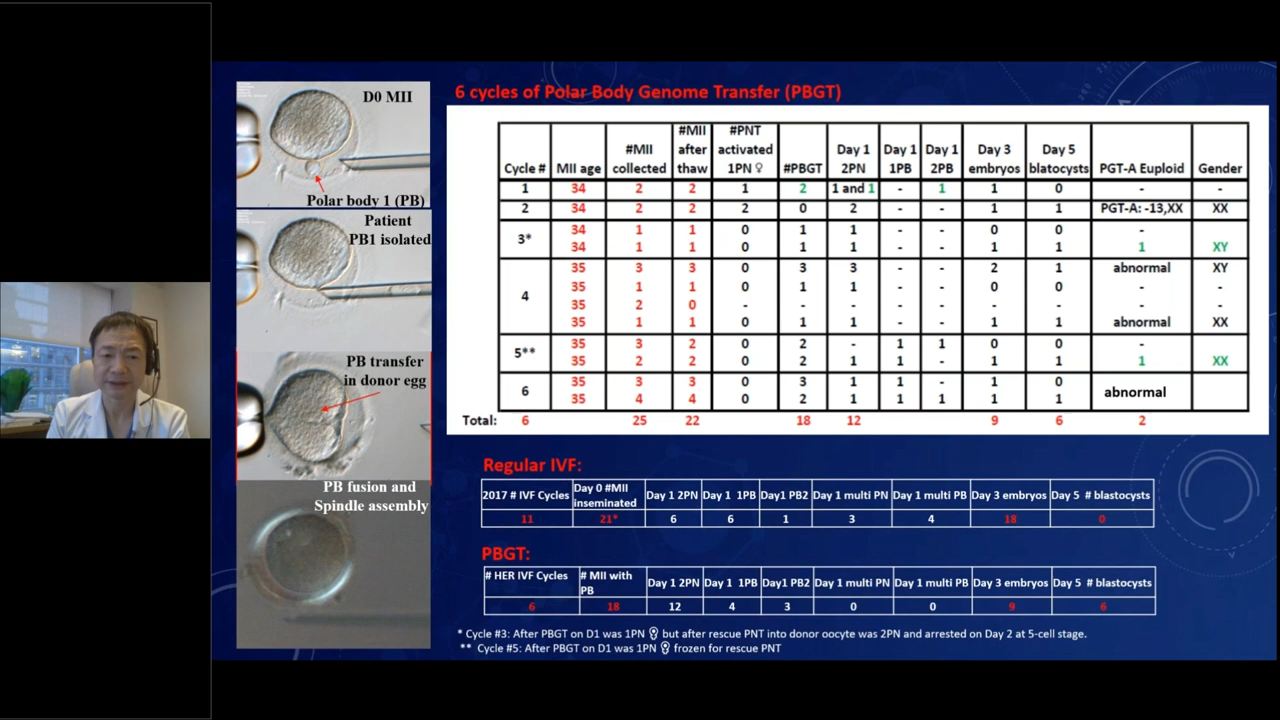 D0 MII
Polar body 1 (PB)
Patient
PB1 isolated
PB transfer
in donor egg
PB fusion and
Spindle assembly
6 cycles of Polar Body Genome Transfer (PBGT)
Cycle # MII age #MII collected #MII after thaw #PNT activated 1PN ♀ #PBGT Day 1 2PN Day 1 1PB Day 1 2PB Day 3 embryos Day 5 blatocysts PGT-A Euploid Gender
1 34 2 2 1 2 1 and 1 - 1 1 0 - -
2 34 2 2 2 0 2 - - 1 1 PGT-A: -13,XX XX
3* 34 1 1 0 1 1 - - 0 0 -
34 1 1 0 1 1 - - 1 1 1 XY
4 35 3 3 0 3 3 - - 2 1 abnormal XY
35 1 1 0 1 1 - - 0 0 - -
35 2 0 - - - - - - - - -
35 1 1 0 1 1 - - 1 1 abnormal XX
5** 35 3 2 0 2 - 1 1 0 0 -
35 2 2 0 2 1 1 - 1 1 1 XX
6 35 3 3 0 3 1 1 - 1 0 abnormal
35 4 4 0 2 1 1 1 1 1
Total: 6 25 22 18 12 9 6 2
Regular IVF:
2017 # IVF Cycles Day 0 #MII inseminated Day 1 2PN Day 1 1PB Day1 PB2 Day 1 multi PN Day 1 multi PB Day 3 embryos Day 5 # blastocysts
11 21* 6 6 1 3 4 18 0
PBGT:
# HER IVF Cycles # MII with PB Day 1 2PN Day 1 1PB Day1 PB2 Day 1 multi PN Day 1 multi PB Day 3 embryos Day 5 # blastocysts
6 18 12 4 3 0 0 9 6
* Cycle #3: After PBGT on D1 was 1PN ♀ but after rescue PNT into donor oocyte was 2PN and arrested on Day 2 at 5-cell stage.
** Cycle #5: After PBGT on D1 was 1PN ♀ frozen for rescue PNT